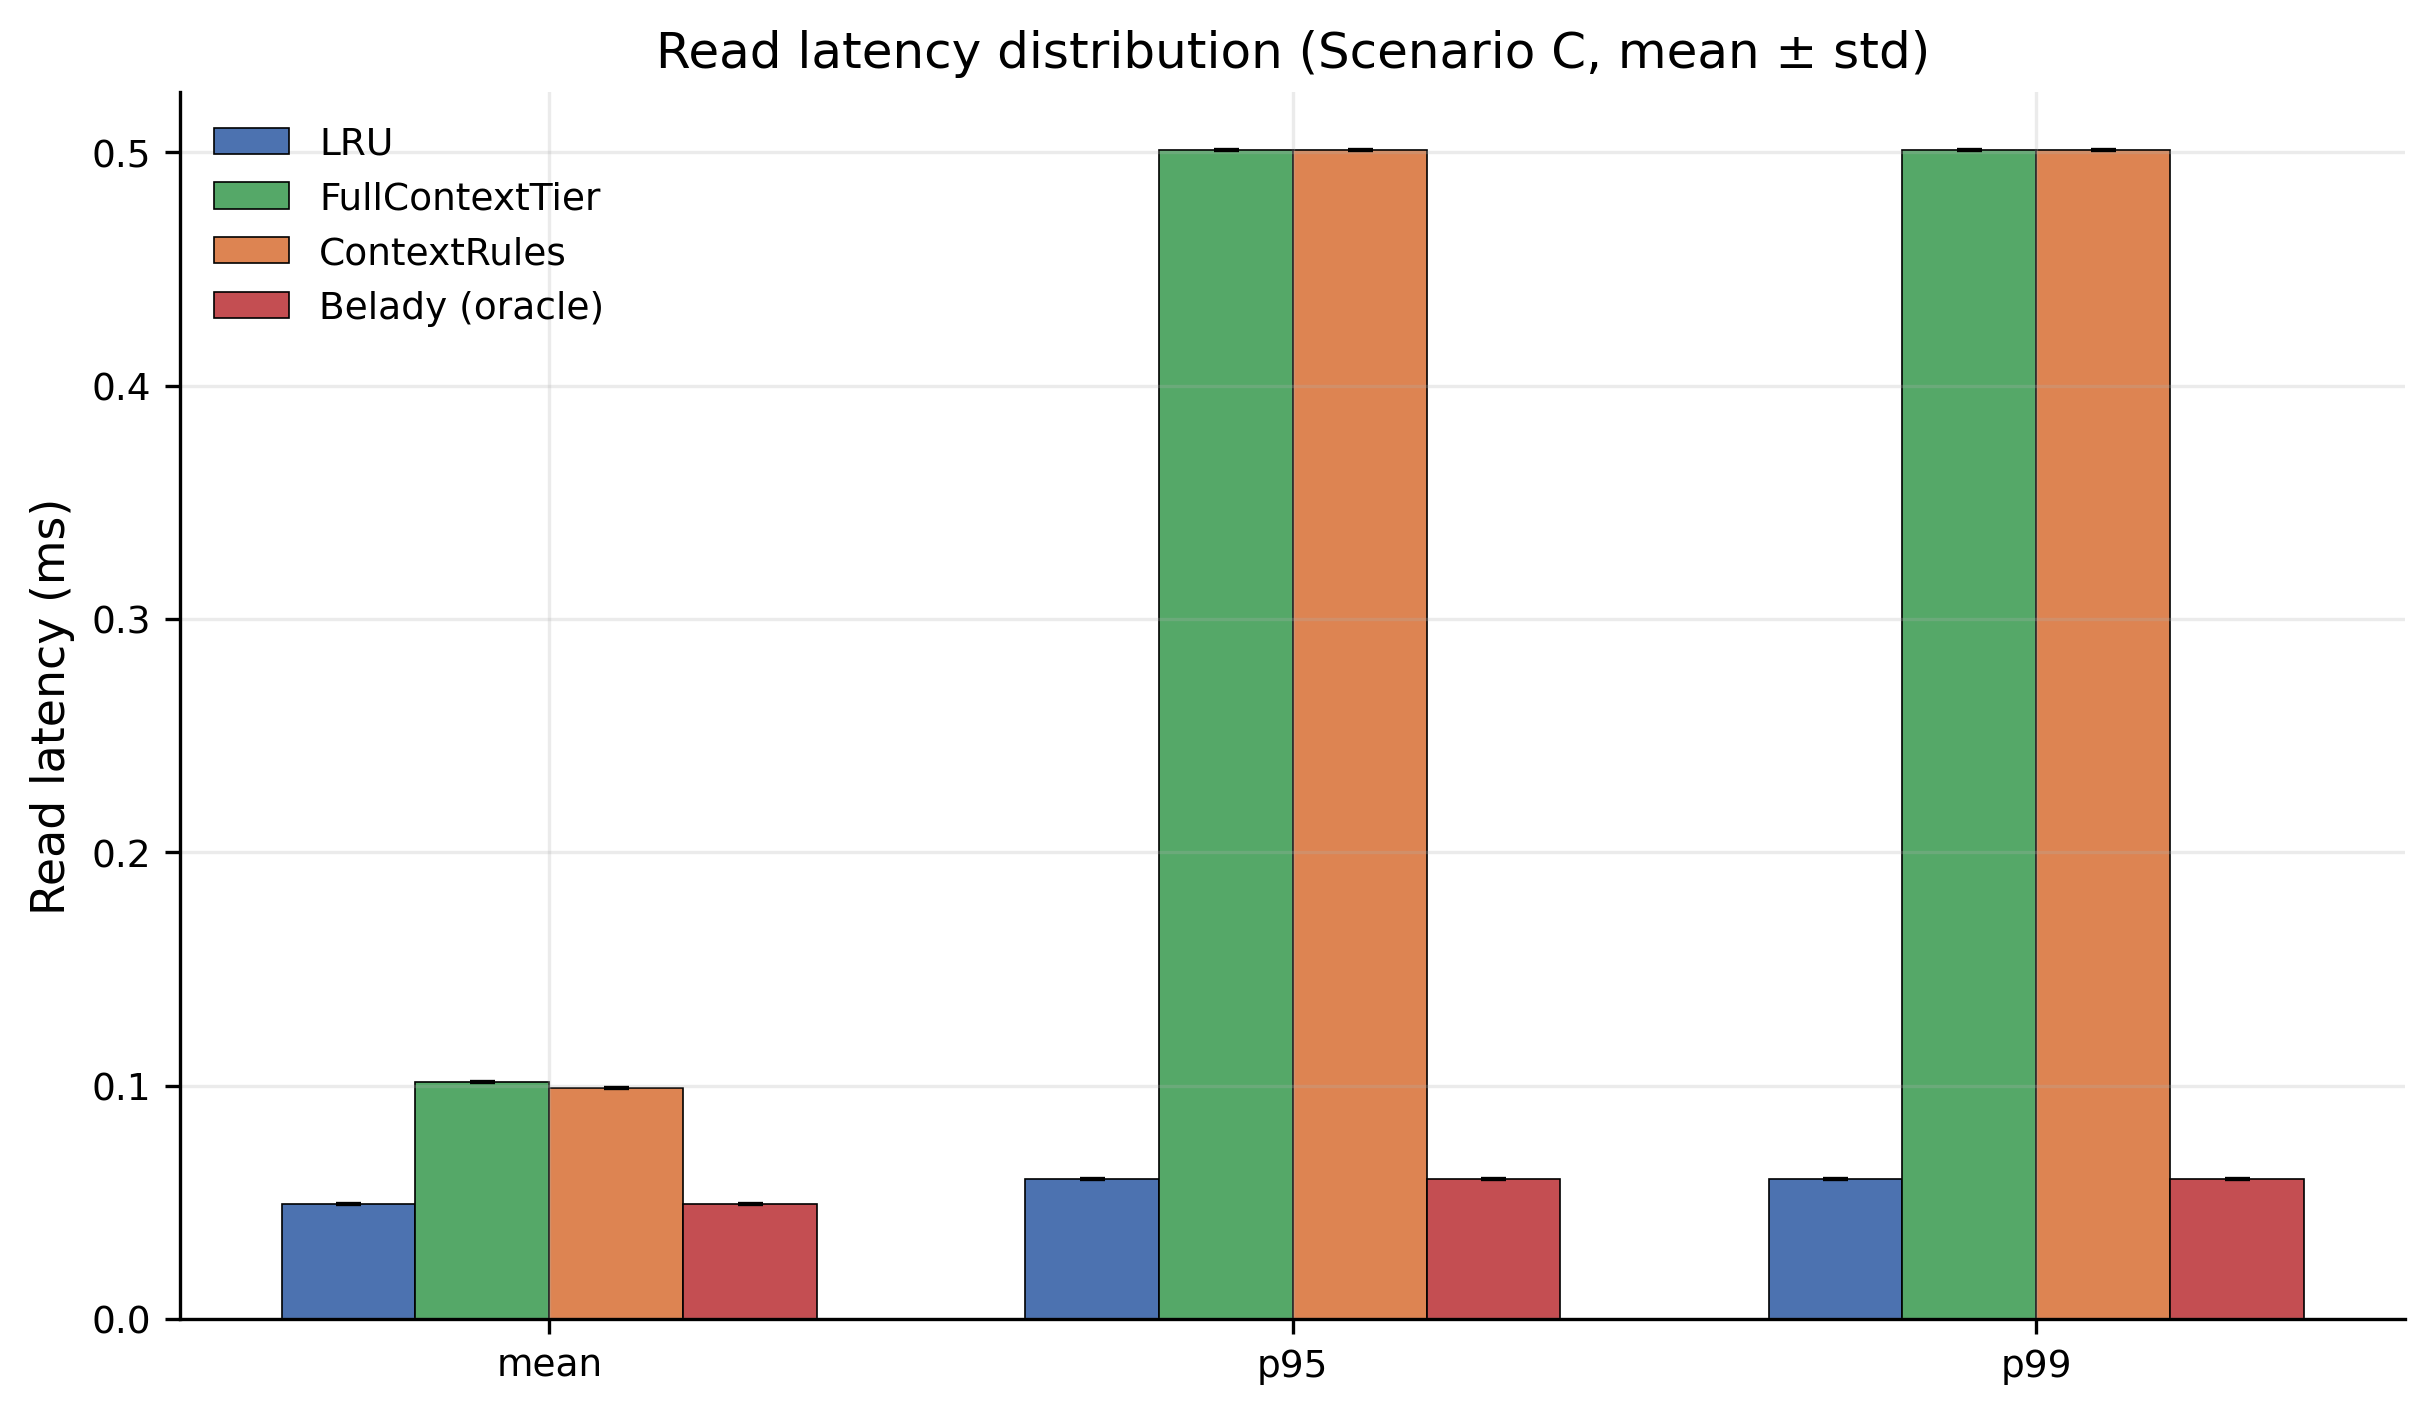 Read latency distribution (Scenario C, mean ± std)
LRU
FullContextTier
ContextRules
Belady (oracle)
Read latency (ms)
0.5
0.4
0.3
0.2
0.1
0.0
mean
p95
p99